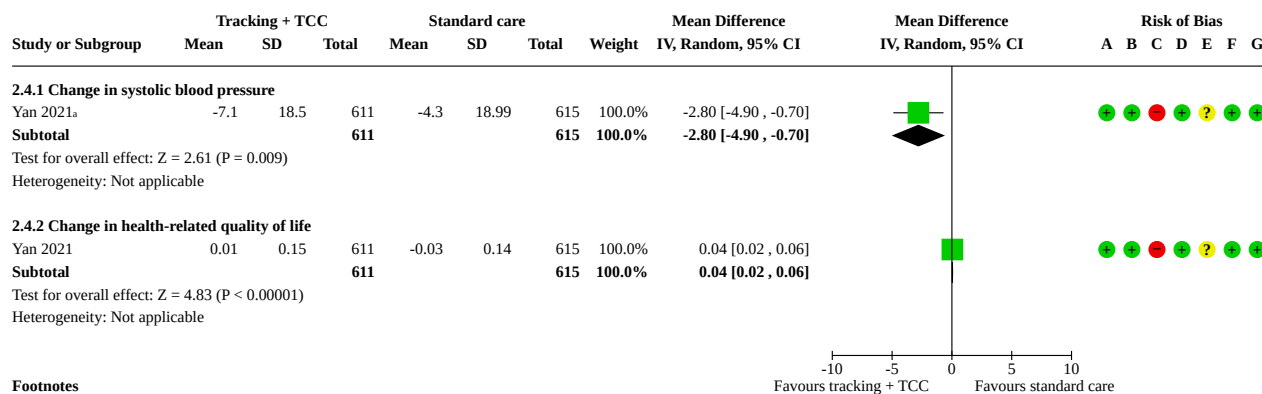 Tracking + TCC Standard care Mean Difference Mean Difference Risk of Bias
Study or Subgroup Mean SD Total Mean SD Total Weight IV, Random, 95% CI IV, Random, 95% CI A B C D E F G
2.4.1 Change in systolic blood pressure
Yan 2021a -7.1 18.5 611 -4.3 18.99 615 100.0% -2.80 [-4.90 , -0.70] + + − + ? + +
Subtotal 611 615 100.0% -2.80 [-4.90 , -0.70]
Test for overall effect: Z = 2.61 (P = 0.009)
Heterogeneity: Not applicable
2.4.2 Change in health-related quality of life
Yan 2021 0.01 0.15 611 -0.03 0.14 615 100.0% 0.04 [0.02 , 0.06] + + − + ? + +
Subtotal 611 615 100.0% 0.04 [0.02 , 0.06]
Test for overall effect: Z = 4.83 (P < 0.00001)
Heterogeneity: Not applicable
-10 -5 0 5 10
Footnotes Favours tracking + TCC Favours standard care